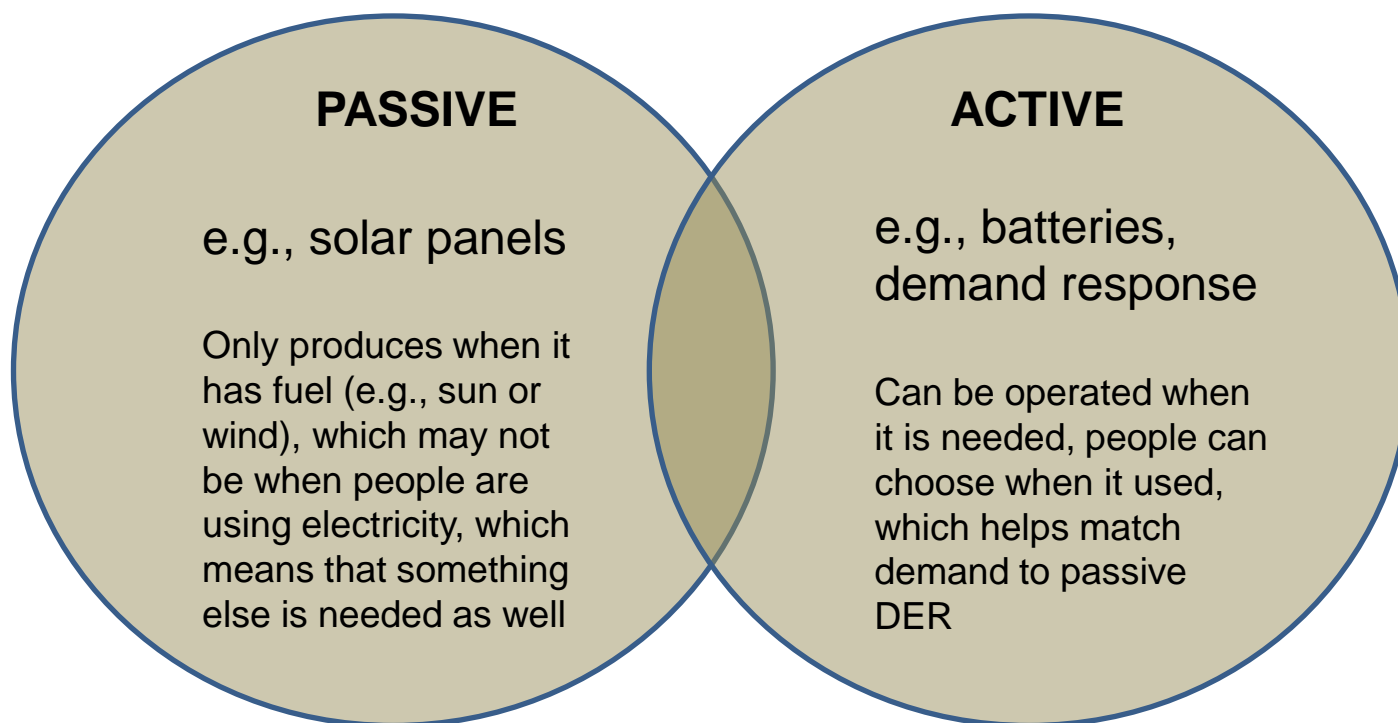 PASSIVE
e.g., solar panels
Only produces when it
has fuel (e.g., sun or
wind), which may not
be when people are
using electricity, which
means that something
else is needed as well
ACTIVE
e.g., batteries,
demand response
Can be operated when
it is needed, people can
choose when it used,
which helps match
demand to passive
DER